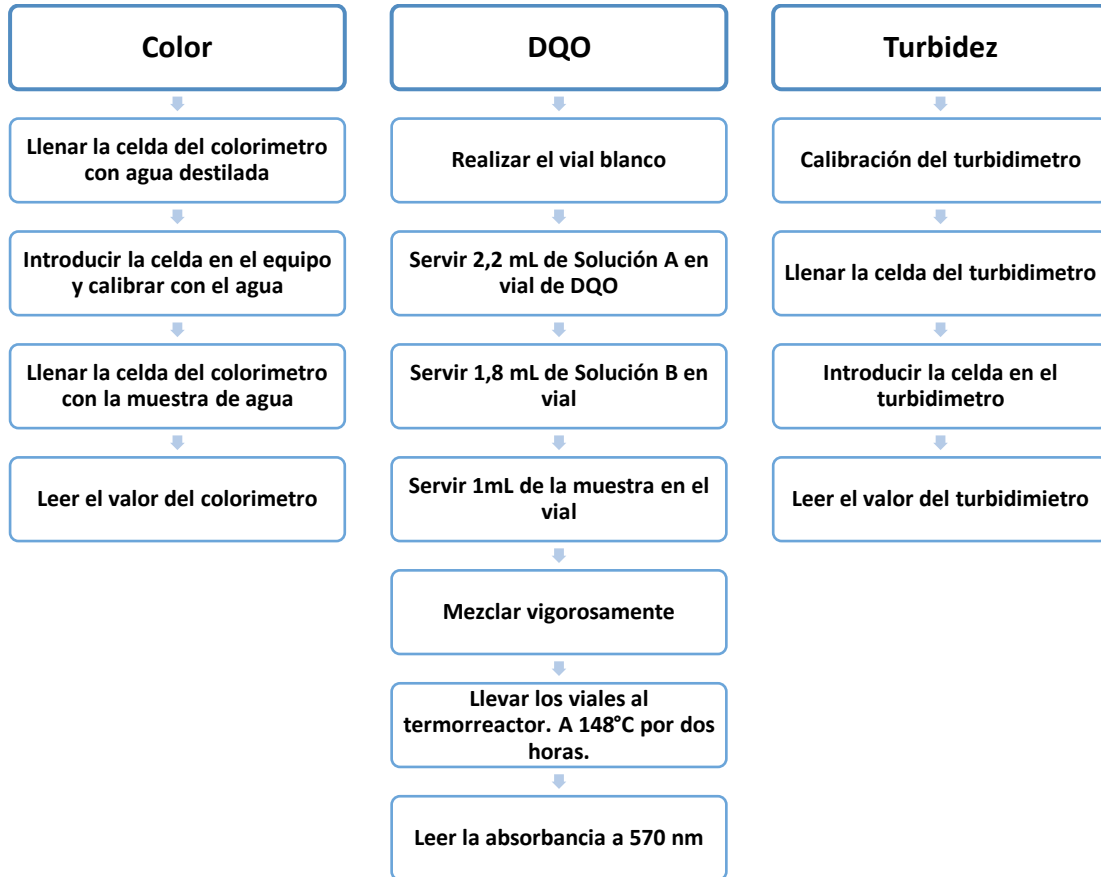 Color
Llenar la celda del colorimetro
con agua destilada
Introducir la celda en el equipo
y calibrar con el agua
Llenar la celda del colorimetro
con la muestra de agua
Leer el valor del colorimetro
DQO
Realizar el vial blanco
Servir 2,2 mL de Solución A en
vial de DQO
Servir 1,8 mL de Solución B en
vial
Servir 1mL de la muestra en el
vial
Mezclar vigorosamente
Llevar los viales al
termorreactor. A 148°C por dos
horas.
Leer la absorbancia a 570 nm
Turbidez
Calibración del turbidimetro
Llenar la celda del turbidimetro
Introducir la celda en el
turbidimetro
Leer el valor del turbidimietro